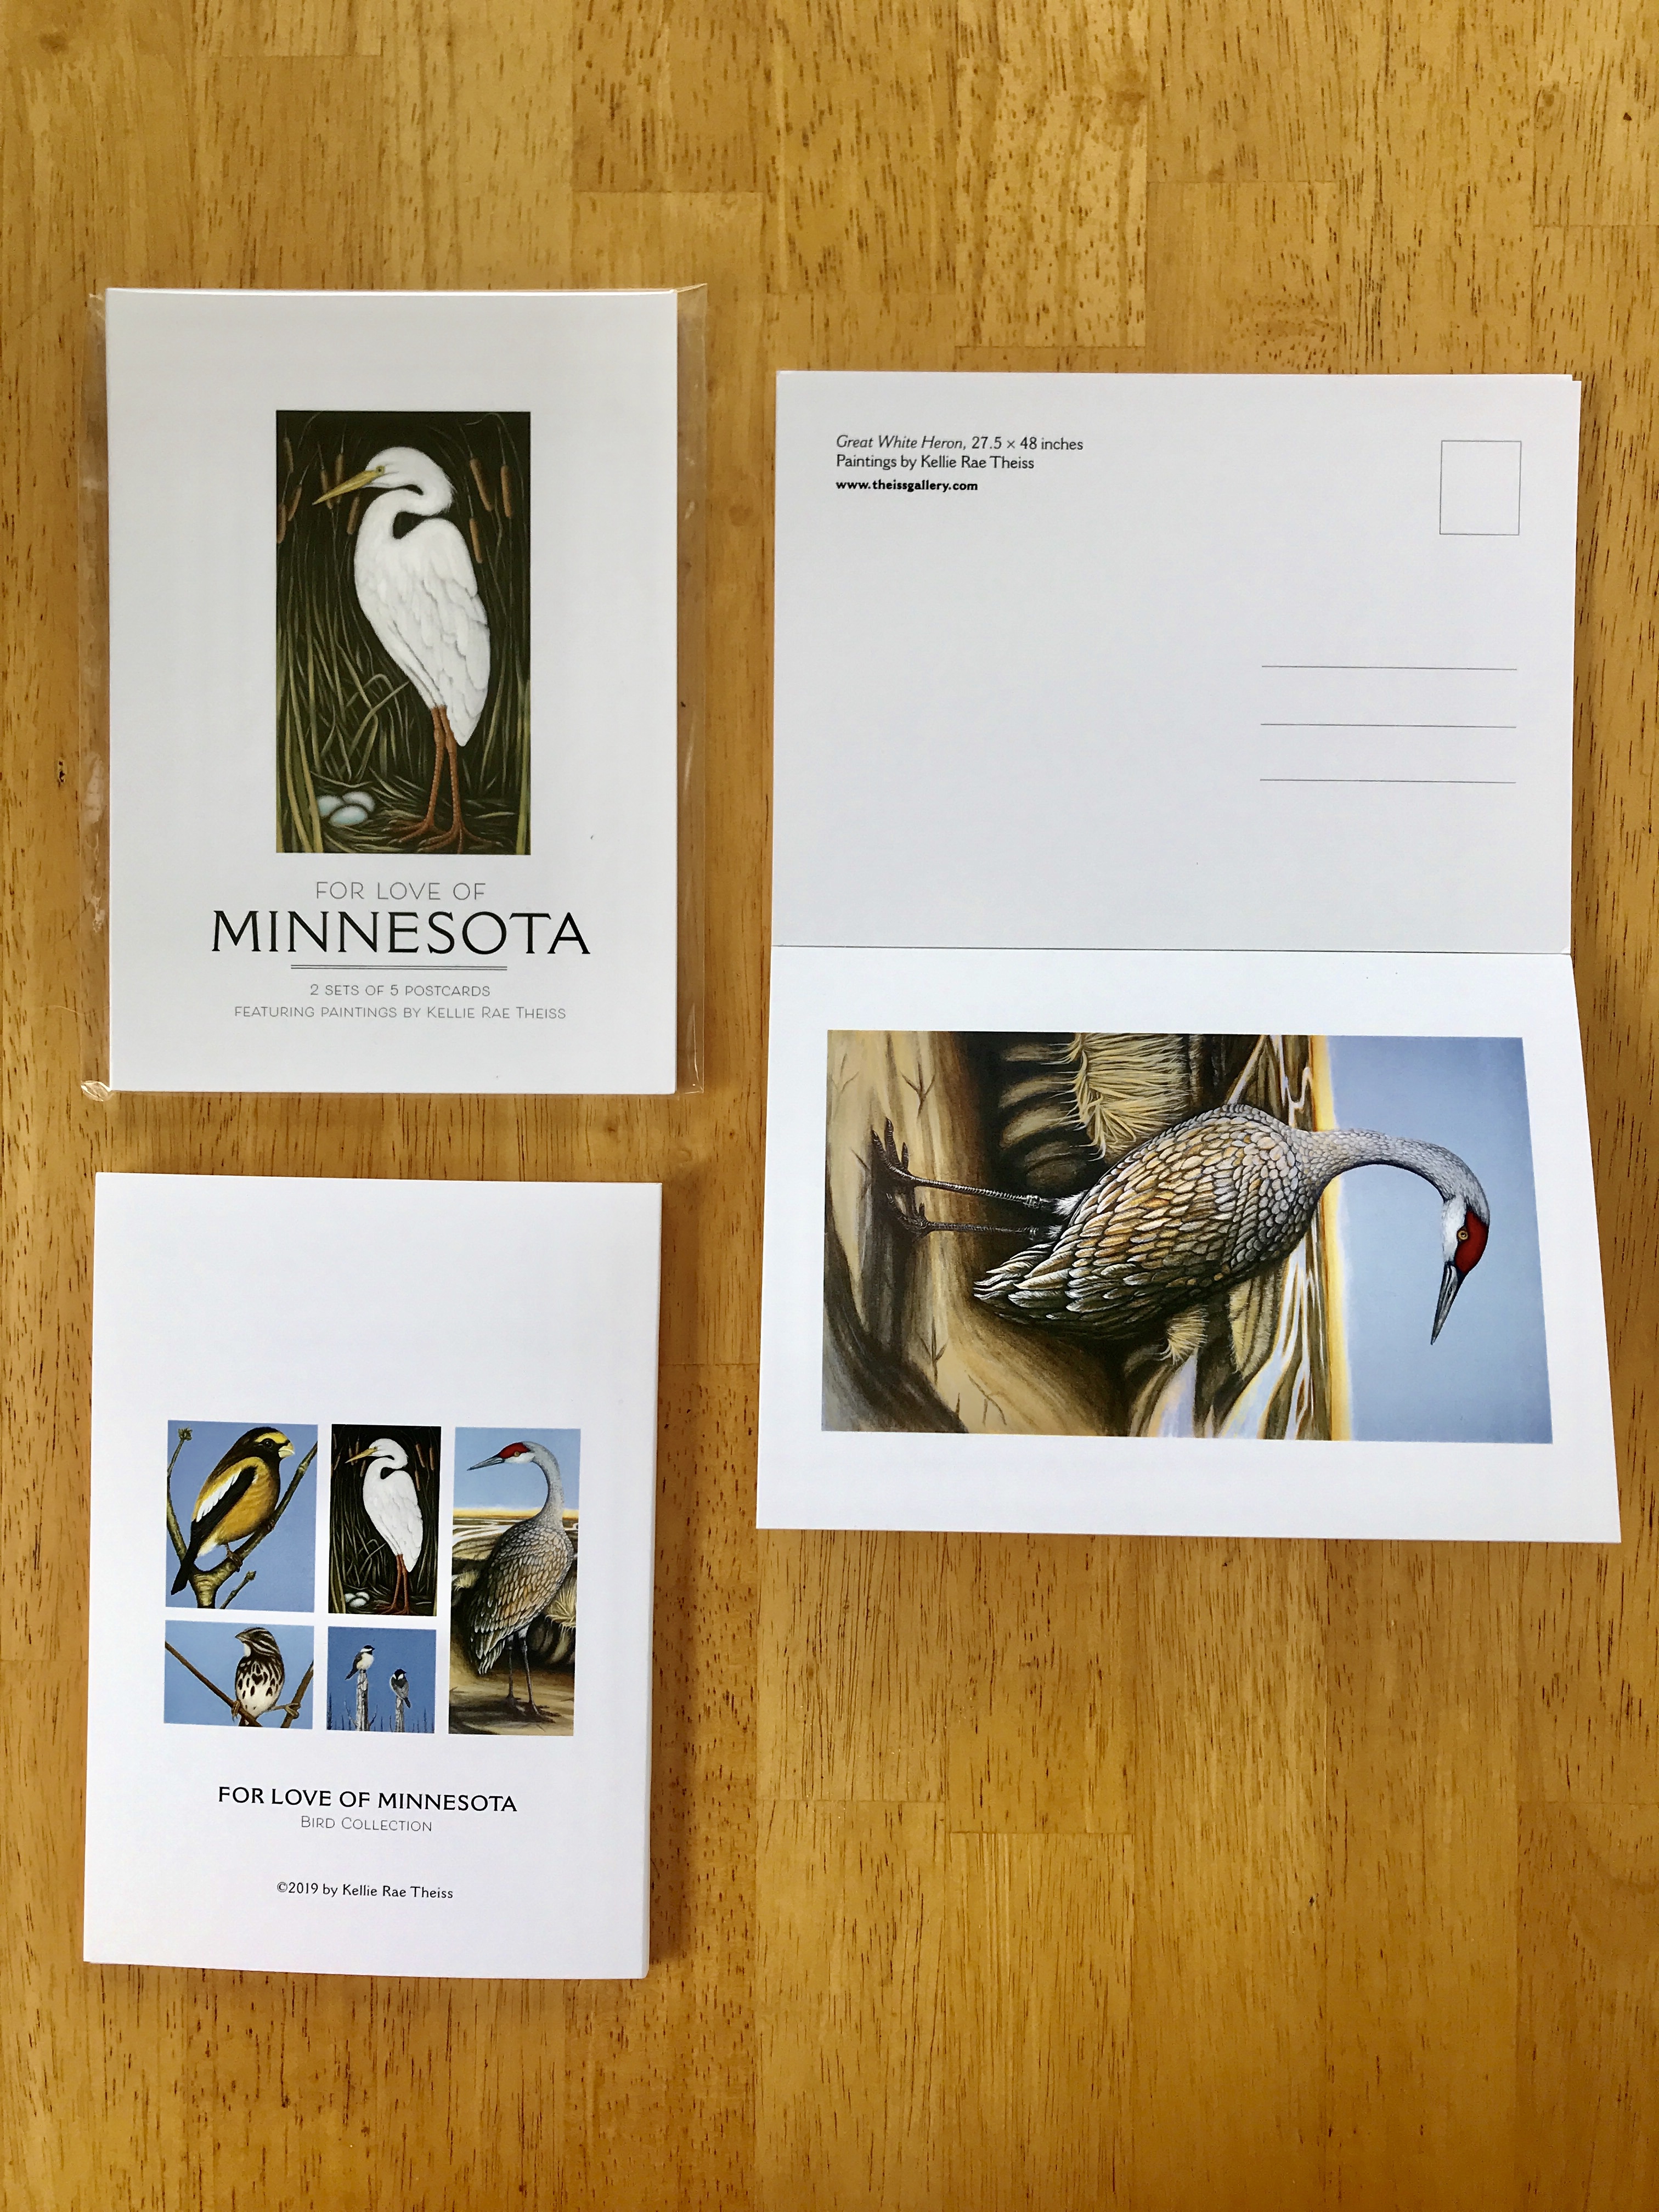 FOR LOVE OF
MINNESOTA
2 SETS OF 5 POSTCARDS
FEATURING PAINTINGS BY KELLIE RAE THEISS
Great White Heron, 27.5 × 48 inches
Paintings by Kellie Rae Theiss
www.theissgallery.com
FOR LOVE OF MINNESOTA
BIRD COLLECTION
©2019 by Kellie Rae Theiss